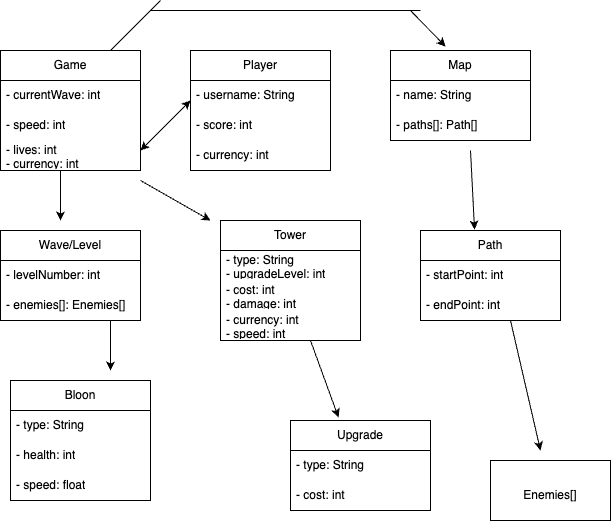 Game
- currentWave: int
- speed: int
- lives: int
- currency: int
Player
- username: String
- score: int
- currency: int
Map
- name: String
- paths[]: Path[]
Wave/Level
- levelNumber: int
- enemies[]: Enemies[]
Tower
- type: String
- upgradeLevel: int
- cost: int
- damage: int
- currency: int
- speed: int
Path
- startPoint: int
- endPoint: int
Bloon
- type: String
- health: int
- speed: float
Upgrade
- type: String
- cost: int
Enemies[]